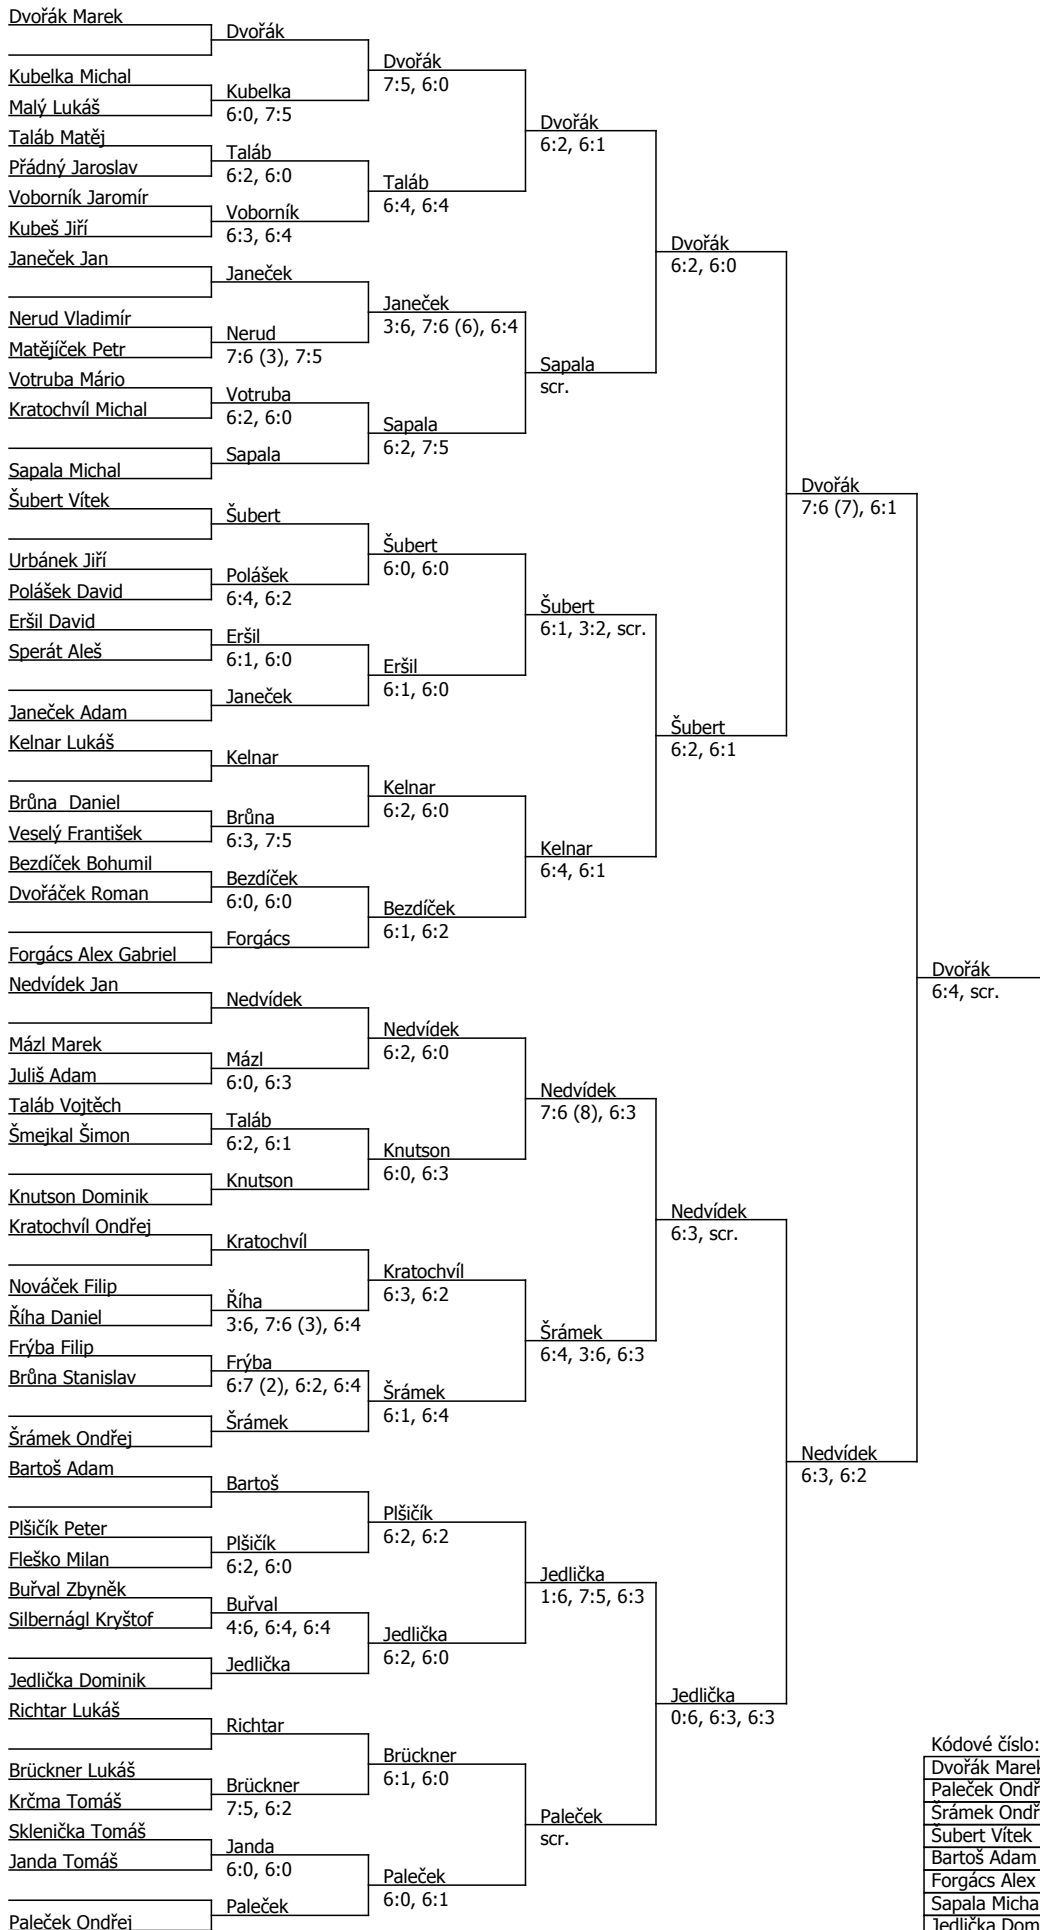 Dvořák Marek
Kubelka Michal
Malý Lukáš
Taláb Matěj
Přádný Jaroslav
Voborník Jaromír
Kubeš Jiří
Janeček Jan
Nerud Vladimír
Matějíček Petr
Votruba Mário
Kratochvíl Michal
Sapala Michal
Šubert Vítek
Urbánek Jiří
Polášek David
Eršil David
Sperát Aleš
Janeček Adam
Kelnar Lukáš
Brůna  Daniel
Veselý František
Bezdíček Bohumil
Dvořáček Roman
Forgács Alex Gabriel
Nedvídek Jan
Mázl Marek
Juliš Adam
Taláb Vojtěch
Šmejkal Šimon
Knutson Dominik
Kratochvíl Ondřej
Nováček Filip
Říha Daniel
Frýba Filip
Brůna Stanislav
Šrámek Ondřej
Bartoš Adam
Plšičík Peter
Fleško Milan
Buřval Zbyněk
Silbernágl Kryštof
Jedlička Dominik
Richtar Lukáš
Brückner Lukáš
Krčma Tomáš
Sklenička Tomáš
Janda Tomáš
Paleček Ondřej
Dvořák
Kubelka
6:0, 7:5
Taláb
6:2, 6:0
Voborník
6:3, 6:4
Janeček
Nerud
7:6 (3), 7:5
Votruba
6:2, 6:0
Sapala
Šubert
Polášek
6:4, 6:2
Eršil
6:1, 6:0
Janeček
Kelnar
Brůna
6:3, 7:5
Bezdíček
6:0, 6:0
Forgács
Nedvídek
Mázl
6:0, 6:3
Taláb
6:2, 6:1
Knutson
Kratochvíl
Říha
3:6, 7:6 (3), 6:4
Frýba
6:7 (2), 6:2, 6:4
Šrámek
Bartoš
Plšičík
6:2, 6:0
Buřval
4:6, 6:4, 6:4
Jedlička
Richtar
Brückner
7:5, 6:2
Janda
6:0, 6:0
Paleček
Dvořák
7:5, 6:0
Taláb
6:4, 6:4
Janeček
3:6, 7:6 (6), 6:4
Sapala
6:2, 7:5
Šubert
6:0, 6:0
Eršil
6:1, 6:0
Kelnar
6:2, 6:0
Bezdíček
6:1, 6:2
Nedvídek
6:2, 6:0
Knutson
6:0, 6:3
Kratochvíl
6:3, 6:2
Šrámek
6:1, 6:4
Plšičík
6:2, 6:2
Jedlička
6:2, 6:0
Brückner
6:1, 6:0
Paleček
6:0, 6:1
Dvořák
6:2, 6:1
Sapala
scr.
Šubert
6:1, 3:2, scr.
Kelnar
6:4, 6:1
Nedvídek
7:6 (8), 6:3
Šrámek
6:4, 3:6, 6:3
Jedlička
1:6, 7:5, 6:3
Paleček
scr.
Dvořák
6:2, 6:0
Šubert
6:2, 6:1
Nedvídek
6:3, scr.
Jedlička
0:6, 6:3, 6:3
Dvořák
7:6 (7), 6:1
Nedvídek
6:3, 6:2
Dvořák
6:4, scr.
Kódové číslo:
Dvořák Marek
Paleček Ondř
Šrámek Ondř
Šubert Vítek
Bartoš Adam
Forgács Alex
Sapala Micha
Jedlička Dom